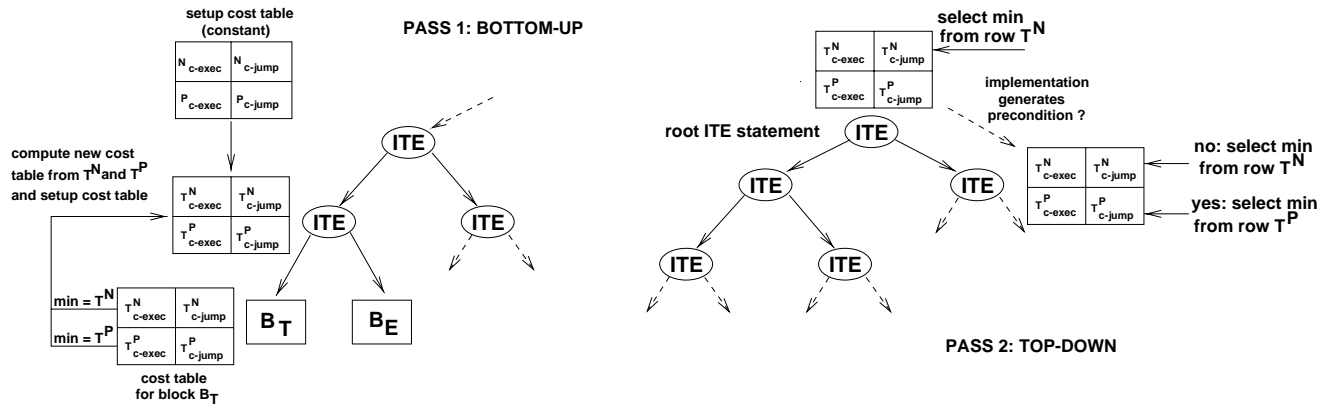 setup cost table
(constant)
N c-exec N c-jump
P c-exec P c-jump
PASS 1: BOTTOM-UP
ITE
compute new cost
table from T^N and T^P
and setup cost table
T^N c-exec T^N c-jump
T^P c-exec T^P c-jump
ITE
ITE
min = T^N
min = T^P
T^N c-exec T^N c-jump
T^P c-exec T^P c-jump
B_T
B_E
cost table
for block B_T
select min
from row T^N
T^N c-exec T^N c-jump
T^P c-exec T^P c-jump
implementation
generates
precondition ?
root ITE statement
ITE
ITE
ITE
T^N c-exec T^N c-jump
T^P c-exec T^P c-jump
no: select min
from row T^N
yes: select min
from row T^P
ITE
ITE
PASS 2: TOP-DOWN